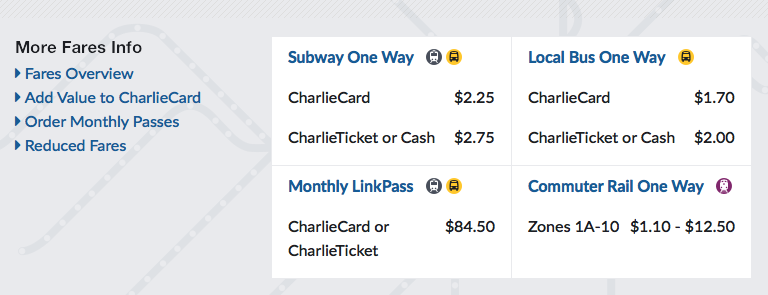 More Fares Info
Fares Overview
Add Value to CharlieCard
Order Monthly Passes
Reduced Fares
Subway One Way
CharlieCard $2.25
CharlieTicket or Cash $2.75
Local Bus One Way
CharlieCard $1.70
CharlieTicket or Cash $2.00
Monthly LinkPass
CharlieCard or $84.50
CharlieTicket
Commuter Rail One Way
Zones 1A-10 $1.10 - $12.50